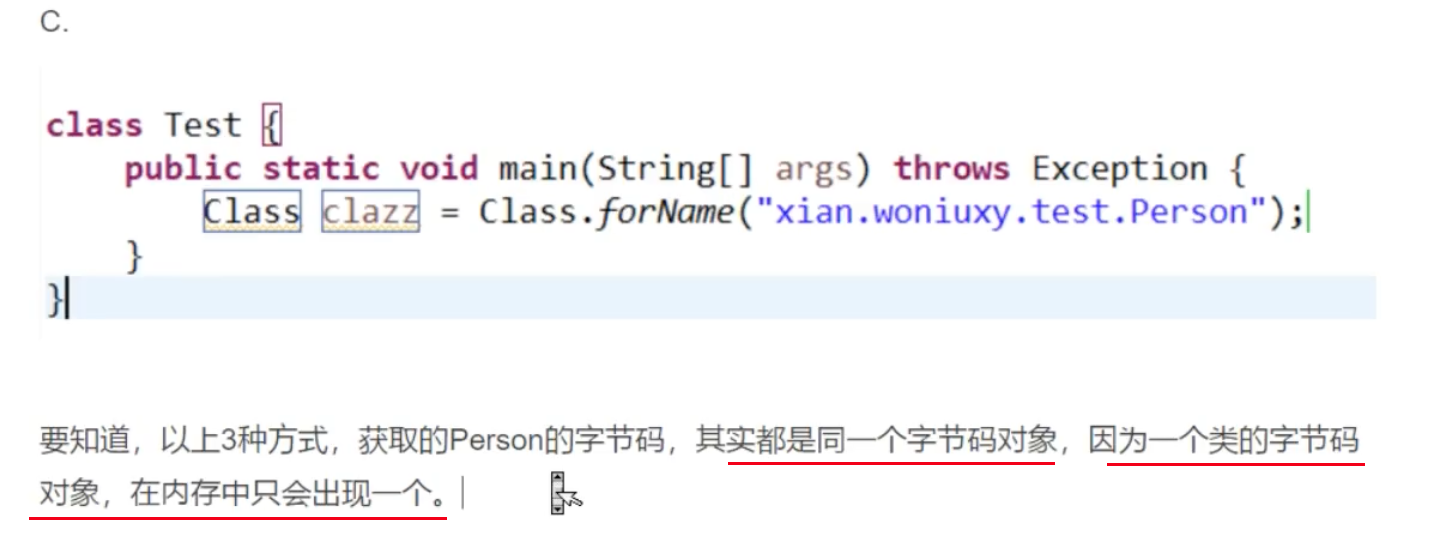 C.
class Test {
public static void main(String[] args) throws Exception {
Class clazz = Class.forName("xian.woniuxy.test.Person");
}
}
要知道，以上3种方式，获取的Person的字节码，其实都是同一个字节码对象，因为一个类的字节码
对象，在内存中只会出现一个。